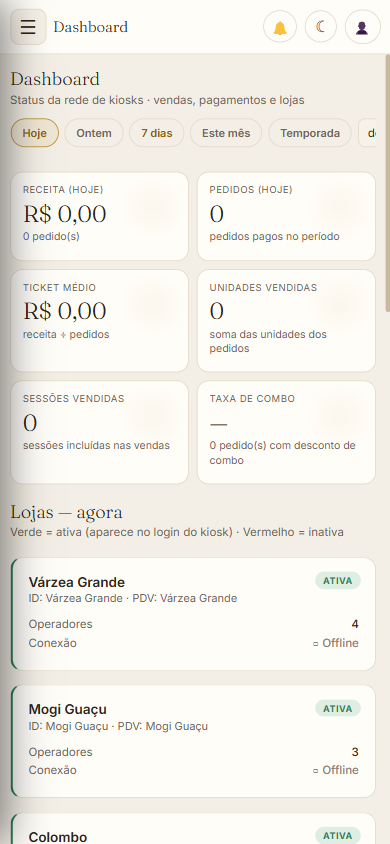 ☰ Dashboard
Dashboard
Status da rede de kiosks · vendas, pagamentos e lojas
Hoje Ontem 7 dias Este mês Temporada
RECEITA (HOJE)
R$ 0,00
0 pedido(s)
PEDIDOS (HOJE)
0
pedidos pagos no período
TICKET MÉDIO
R$ 0,00
receita ÷ pedidos
UNIDADES VENDIDAS
0
soma das unidades dos
pedidos
SESSÕES VENDIDAS
0
sessões incluídas nas vendas
TAXA DE COMBO
—
0 pedido(s) com desconto de
combo
Lojas — agora
Verde = ativa (aparece no login do kiosk) · Vermelho = inativa
Várzea Grande ATIVA
ID: Várzea Grande · PDV: Várzea Grande
Operadores 4
Conexão ○ Offline
Mogi Guaçu ATIVA
ID: Mogi Guaçu · PDV: Mogi Guaçu
Operadores 3
Conexão ○ Offline
Colombo ATIVA